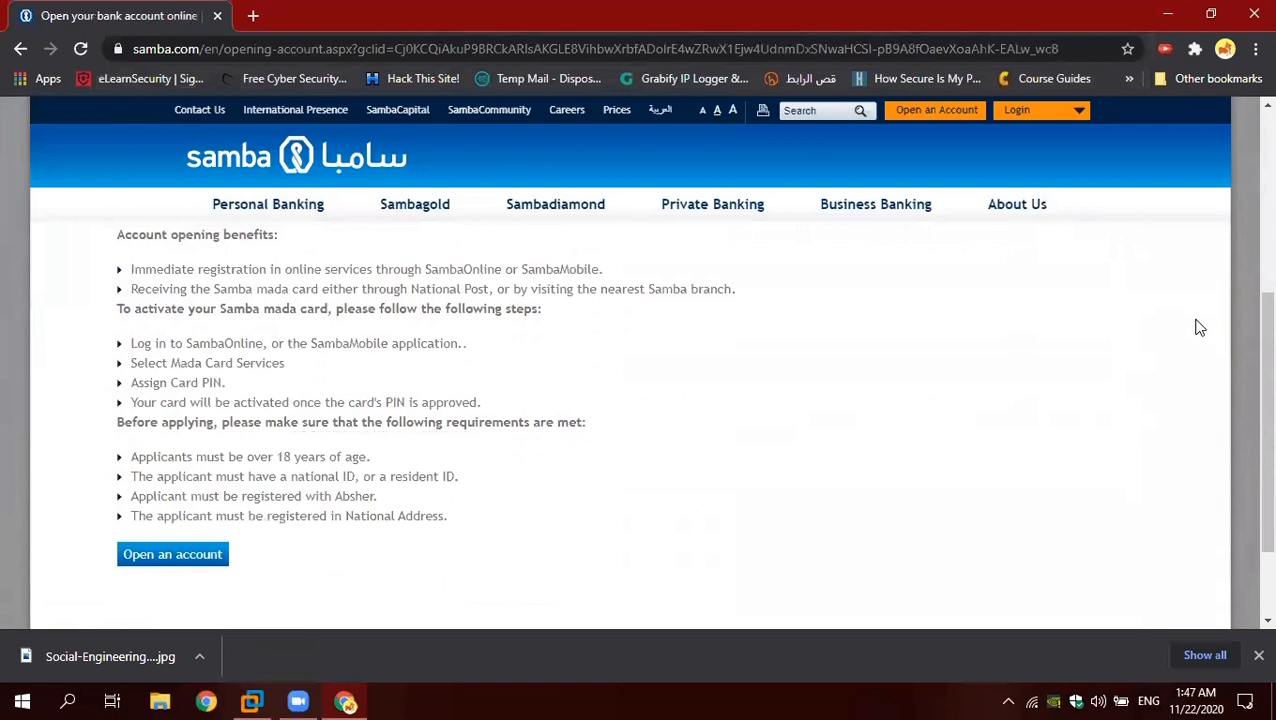 Open your bank account online
samba.com/en/opening-account.aspx?gclid=Cj0KCQiAkuP9BRCkARIsAKGLE8VihbwXrbfADolrE4wZRwX1Ejw4UdnmDxSNwaHCSI-pB9A8fOaevXoaAhK-EALw_wcB
Apps eLearnSecurity | Sig... Free Cyber Security... Hack This Site! Temp Mail - Dispos... Grabify IP Logger &... قص الرابط How Secure Is My P... Course Guides » Other bookmarks
Contact Us International Presence SambaCapital SambaCommunity Careers Prices العربية A A A Search Open an Account Login
samba سامبا
Personal Banking Sambagold Sambadiamond Private Banking Business Banking About Us
Account opening benefits:
Immediate registration in online services through SambaOnline or SambaMobile.
Receiving the Samba mada card either through National Post, or by visiting the nearest Samba branch.
To activate your Samba mada card, please follow the following steps:
Log in to SambaOnline, or the SambaMobile application..
Select Mada Card Services
Assign Card PIN.
Your card will be activated once the card's PIN is approved.
Before applying, please make sure that the following requirements are met:
Applicants must be over 18 years of age.
The applicant must have a national ID, or a resident ID.
Applicant must be registered with Absher.
The applicant must be registered in National Address.
Open an account
Social-Engineering....jpg Show all
ENG 1:47 AM
11/22/2020